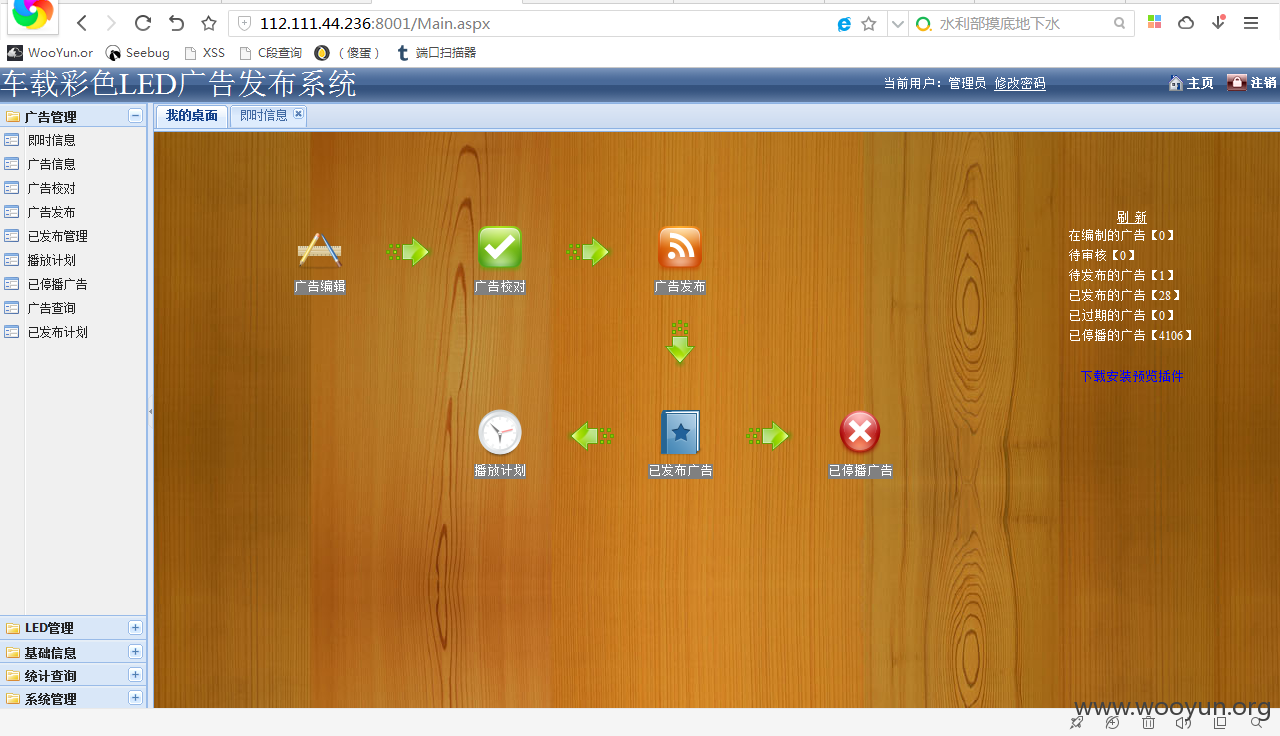 112.111.44.236:8001/Main.aspx
水利部摸底地下水
WooYun.or
Seebug
XSS
C段查询
（傻蛋）
端口扫描器
车载彩色LED广告发布系统
当前用户：管理员 修改密码
主页
注销
广告管理
我的桌面
即时信息
即时信息
广告信息
广告校对
广告发布
已发布管理
播放计划
已停播广告
广告查询
已发布计划
广告编辑
广告校对
广告发布
播放计划
已发布广告
已停播广告
刷 新
在编制的广告【0】
待审核【0】
待发布的广告【1】
已发布的广告【28】
已过期的广告【0】
已停播的广告【4106】
下载安装预览插件
LED管理
基础信息
统计查询
系统管理
www.wooyun.org